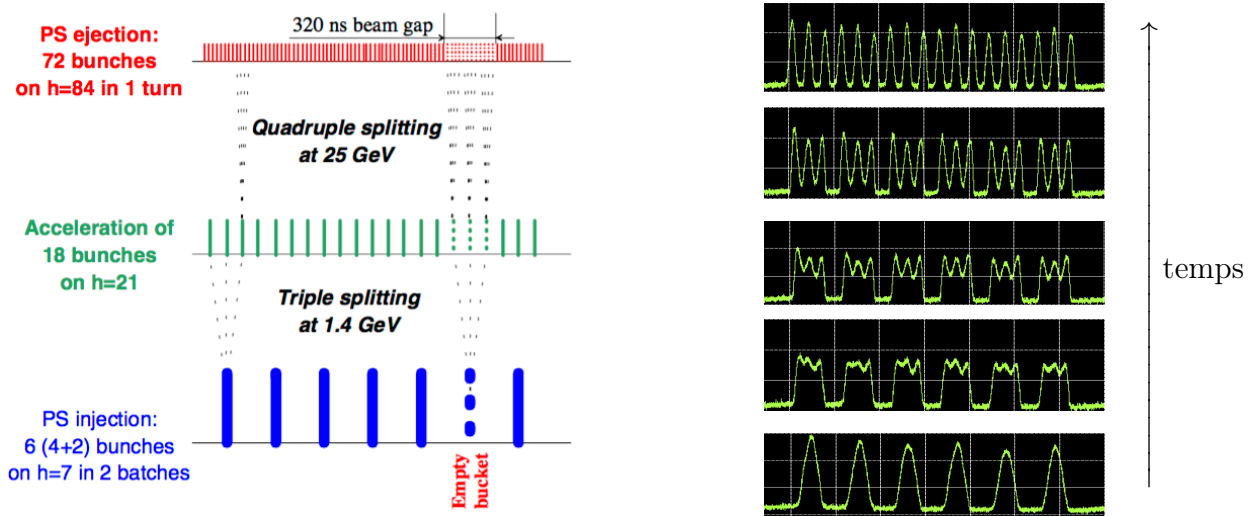 320 ns beam gap
PS ejection:
72 bunches
on h=84 in 1 turn
Quadruple splitting
at 25 GeV
Acceleration of
18 bunches
on h=21
Triple splitting
at 1.4 GeV
PS injection:
6 (4+2) bunches
on h=7 in 2 batches
Empty
bucket
temps